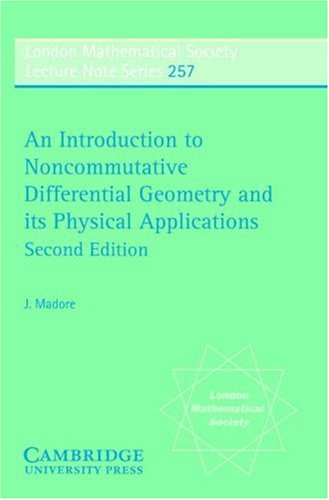 London Mathematical Society
Lecture Note Series 257
An Introduction to
Noncommutative
Differential Geometry and
its Physical Applications
Second Edition
J. Madore
London
Mathematical
Society
CAMBRIDGE
UNIVERSITY PRESS